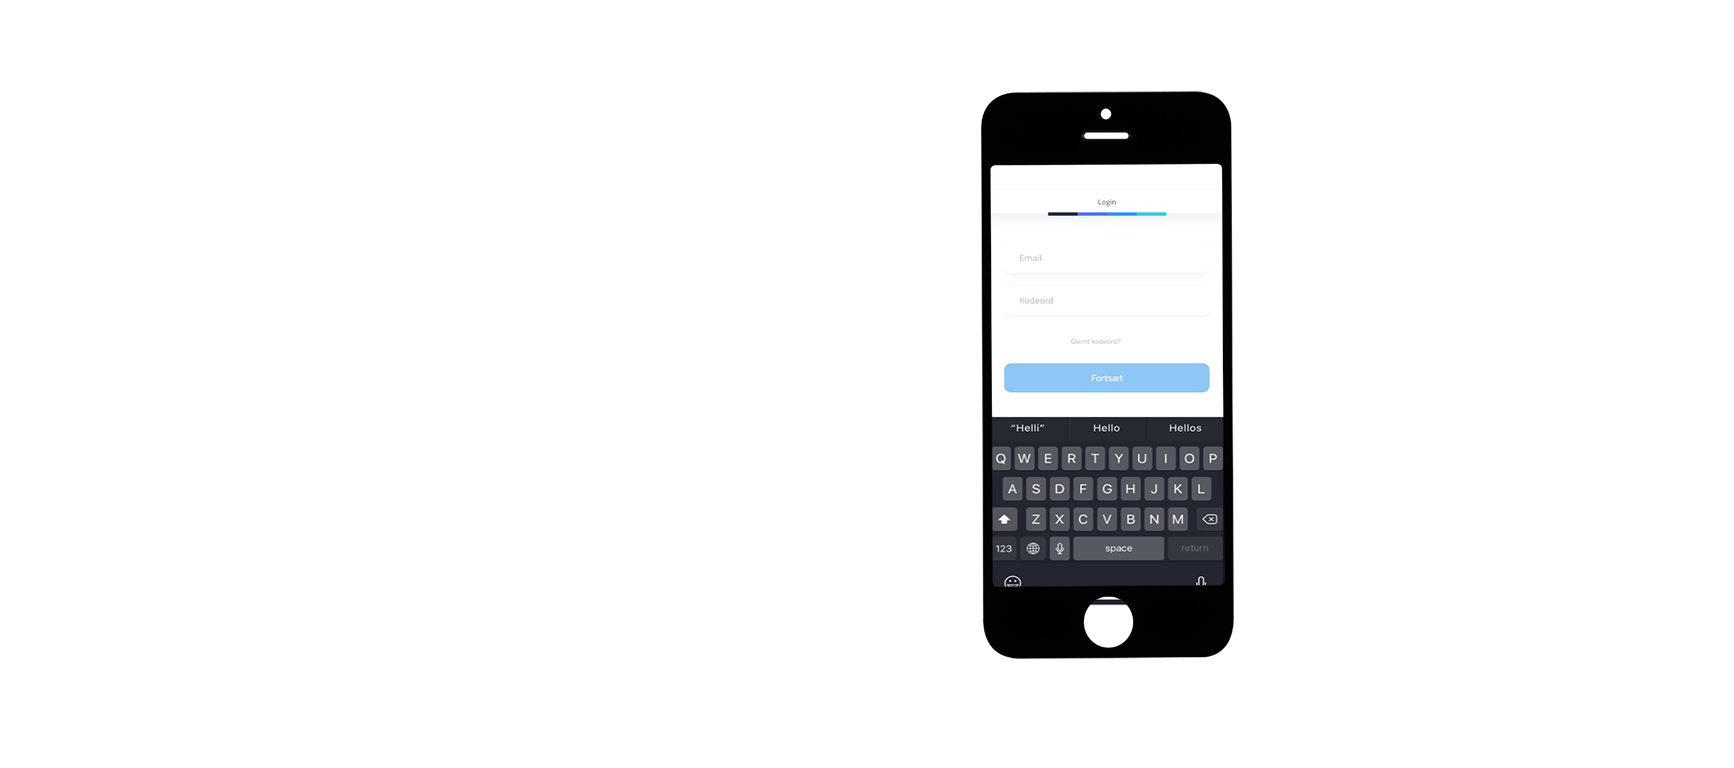 Login
Email
Kodeord
Glemt kodeord?
Fortsæt
“Helli” Hello Hellos
Q W E R T Y U I O P
A S D F G H J K L
Z X C V B N M
123 space return